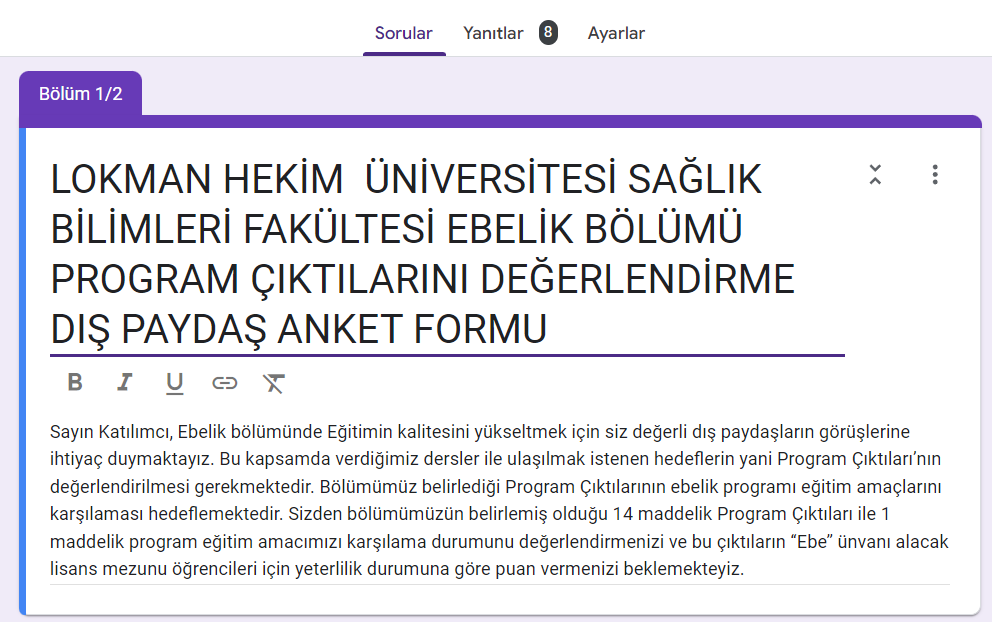 Sorular Yanıtlar 8 Ayarlar
Bölüm 1/2
LOKMAN HEKİM  ÜNİVERSİTESİ SAĞLIK
BİLİMLERİ FAKÜLTESİ EBELİK BÖLÜMÜ
PROGRAM ÇIKTILARINI DEĞERLENDİRME
DIŞ PAYDAŞ ANKET FORMU
B I U
Sayın Katılımcı, Ebelik bölümünde Eğitimin kalitesini yükseltmek için siz değerli dış paydaşların görüşlerine
ihtiyaç duymaktayız. Bu kapsamda verdiğimiz dersler ile ulaşılmak istenen hedeflerin yani Program Çıktıları’nın
değerlendirilmesi gerekmektedir. Bölümümüz belirlediği Program Çıktılarının ebelik programı eğitim amaçlarını
karşılaması hedeflemektedir. Sizden bölümümüzün belirlemiş olduğu 14 maddelik Program Çıktıları ile 1
maddelik program eğitim amacımızı karşılama durumunu değerlendirmenizi ve bu çıktıların “Ebe” ünvanı alacak
lisans mezunu öğrencileri için yeterlilik durumuna göre puan vermenizi beklemekteyiz.